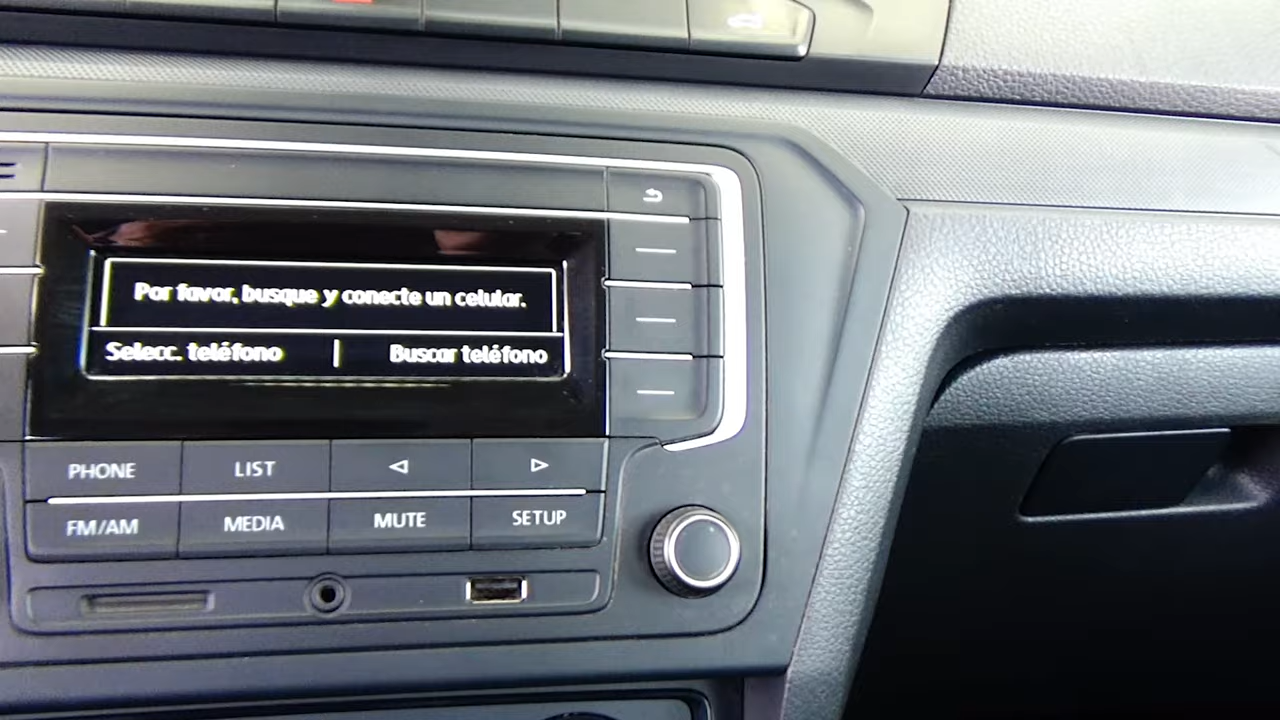 Por favor, busque y conecte un celular.
Selecc. teléfono | Buscar teléfono
PHONE LIST
FM/AM MEDIA MUTE SETUP